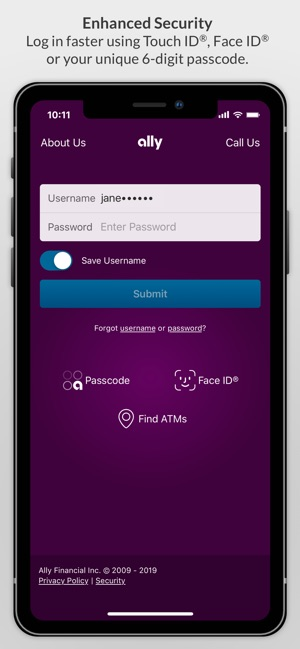 Enhanced Security
Log in faster using Touch ID®, Face ID®
or your unique 6-digit passcode.
10:11
About Us ally Call Us
Username jane••••••
Password Enter Password
Save Username
Submit
Forgot username or password?
a Passcode Face ID®
Find ATMs
Ally Financial Inc. © 2009 - 2019
Privacy Policy | Security